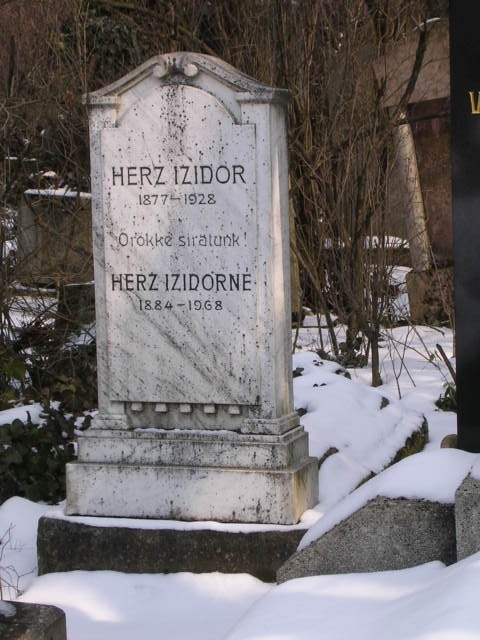 HERZ IZIDOR
1877-1928
Örökké siratunk!
HERZ IZIDORNÉ
1884-1968